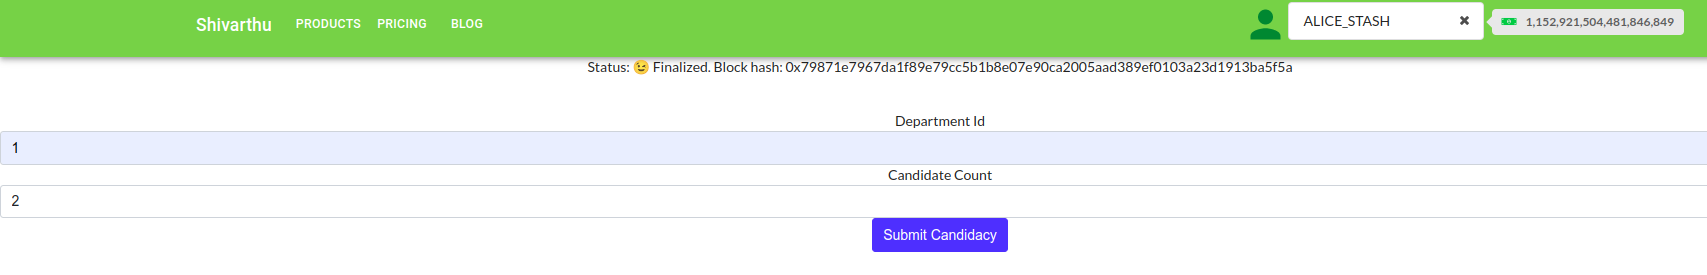 Shivarthu PRODUCTS PRICING BLOG ALICE_STASH ✖ 1,152,921,504,481,846,849
Status: 😉 Finalized. Block hash: 0x79871e7967da1f89e79cc5b1b8e07e90ca2005aad389ef0103a23d1913ba5f5a
Department Id
1
Candidate Count
2
Submit Candidacy